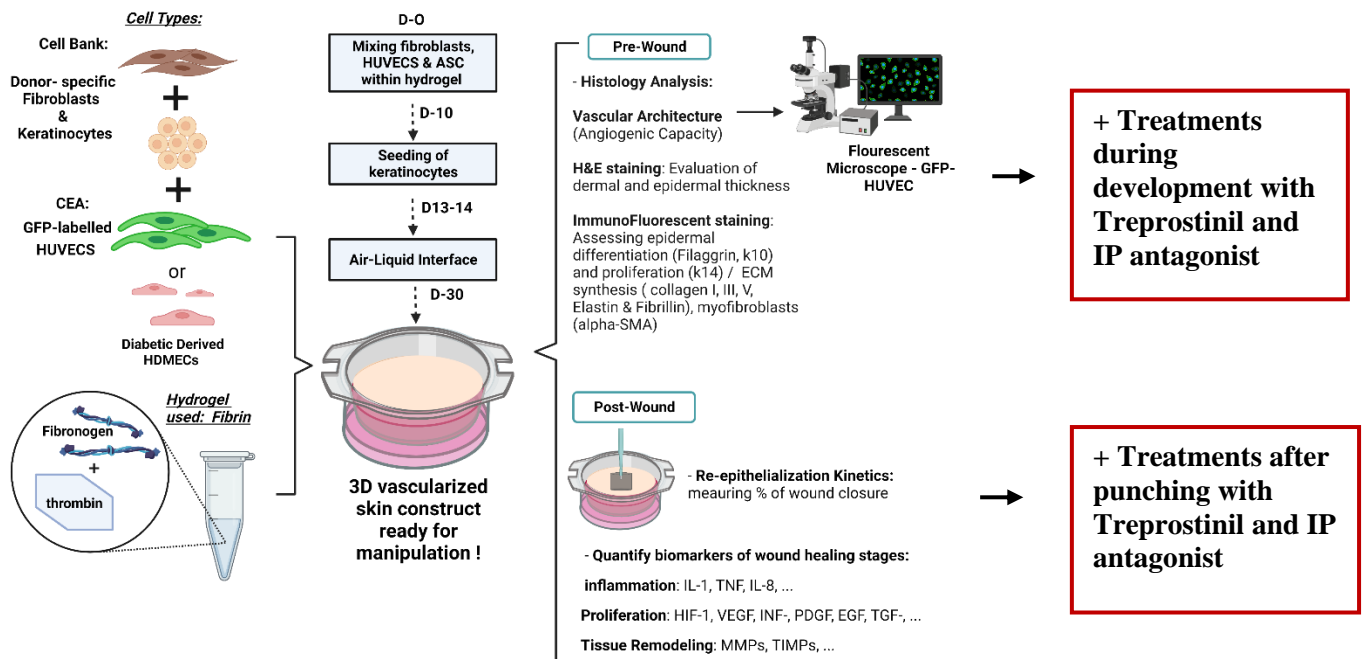 Cell Types:
Cell Bank:
Donor- specific
Fibroblasts
&
Keratinocytes
+
+
CEA:
GFP-labelled
HUVECS
or
Diabetic Derived
HDMECs
Hydrogel
used: Fibrin
Fibronogen
+
thrombin
D-O
Mixing fibroblasts,
HUVECS & ASC
within hydrogel
D-10
Seeding of
keratinocytes
D13-14
Air-Liquid Interface
D-30
3D vascularized
skin construct
ready for
manipulation !
Pre-Wound
- Histology Analysis:
Vascular Architecture
(Angiogenic Capacity)
H&E staining: Evaluation of
dermal and epidermal thickness
ImmunoFluorescent staining:
Assessing epidermal
differentiation (Filaggrin, k10)
and proliferation (k14) / ECM
synthesis ( collagen I, III, V,
Elastin & Fibrillin), myofibroblasts
(alpha-SMA)
Flourescent
Microscope - GFP-
HUVEC
+ Treatments
during
development with
Treprostinil and
IP antagonist
Post-Wound
- Re-epithelialization Kinetics:
meauring % of wound closure
- Quantify biomarkers of wound healing stages:
inflammation: IL-1, TNF, IL-8, ...
Proliferation: HIF-1, VEGF, INF-, PDGF, EGF, TGF-, ...
Tissue Remodeling: MMPs, TIMPs, ...
+ Treatments after
punching with
Treprostinil and IP
antagonist